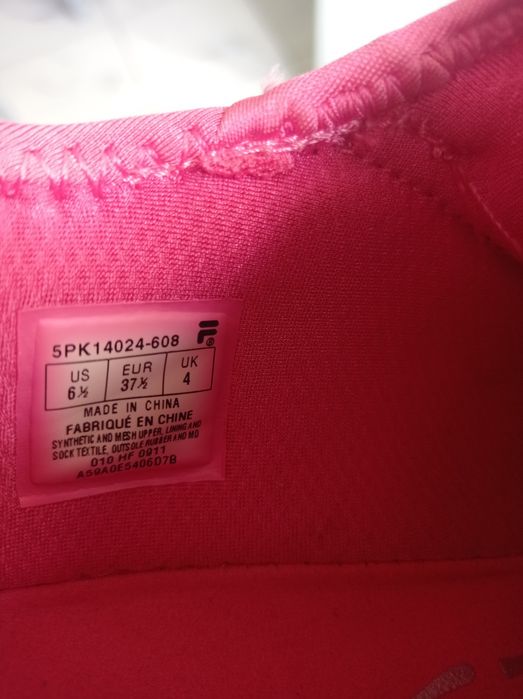 5PK14024-608
US EUR UK
6½ 37½ 4
MADE IN CHINA
FABRIQUÉ EN CHINE
SYNTHETIC AND MESH UPPER, LINING AND
SOCK TEXTILE, OUTSOLE RUBBER AND MD
010 HF 0911
A59A0E5406D7B